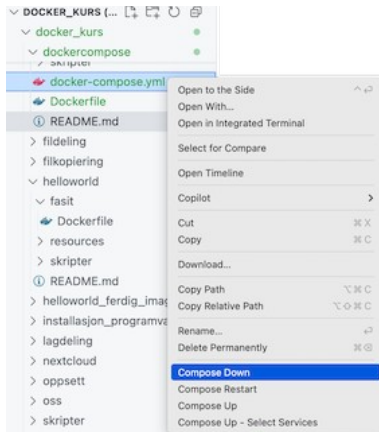 DOCKER_KURS (...
docker_kurs
dockercompose
skripter
docker-compose.yml
Dockerfile
README.md
fildeling
filkopiering
helloworld
fasit
Dockerfile
resources
skripter
README.md
helloworld_ferdig_imag
installasjon_programva
lagdeling
nextcloud
oppsett
oss
skripter
Open to the Side ^⏎
Open With...
Open in Integrated Terminal
Select for Compare
Open Timeline
Copilot
Cut ⌘ X
Copy ⌘ C
Download...
Copy Path ⌥ ⌘ C
Copy Relative Path ⌥ ⇧ ⌘ C
Rename... ⏎
Delete Permanently ⌘ ⌫
Compose Down
Compose Restart
Compose Up
Compose Up - Select Services